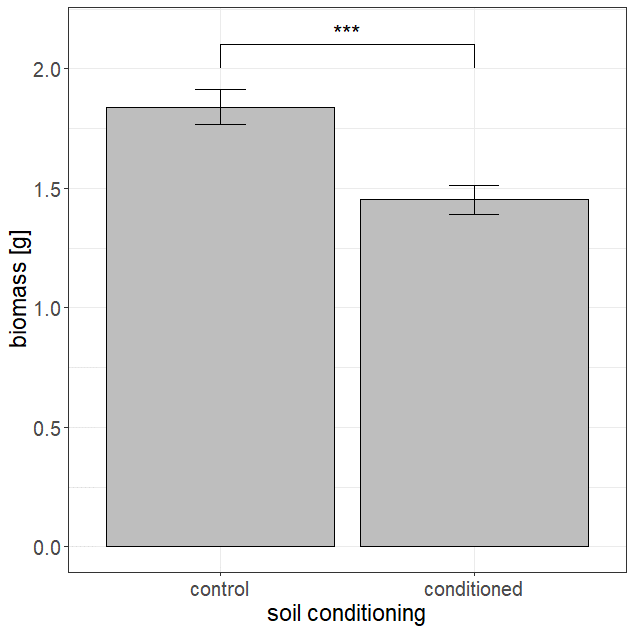 ***
2.0
1.5
1.0
0.5
0.0
biomass [g]
control conditioned
soil conditioning